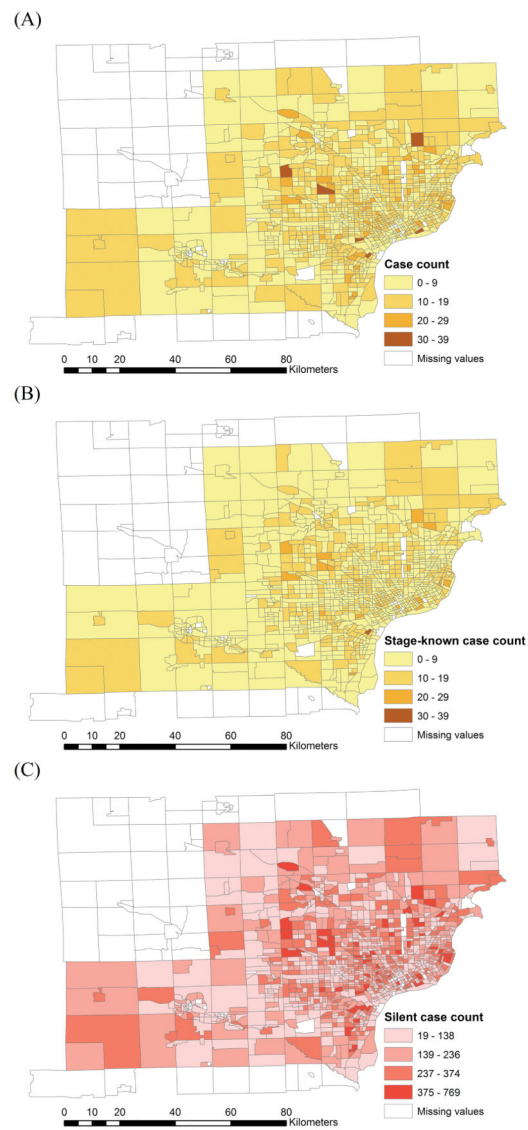 (A)
Case count
0 - 9
10 - 19
20 - 29
30 - 39
Missing values
0 10 20 40 60 80
Kilometers
(B)
Stage-known case count
0 - 9
10 - 19
20 - 29
30 - 39
Missing values
0 10 20 40 60 80
Kilometers
(C)
Silent case count
19 - 138
139 - 236
237 - 374
375 - 769
Missing values
0 10 20 40 60 80
Kilometers